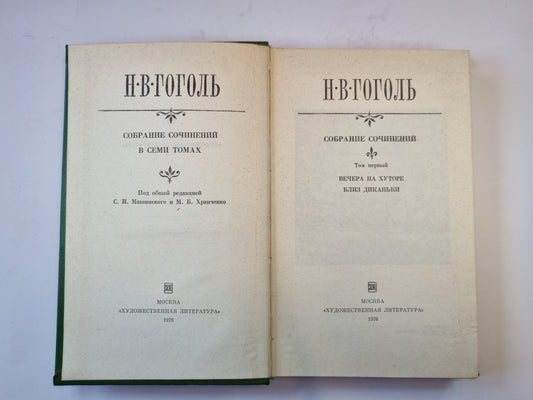 Н·В·ГОГОЛЬ
СОБРАНИЕ СОЧИНЕНИЙ
В СЕМИ ТОМАХ
Под общей редакцией
С. И. Машинского и М. Б. Храпченко
МОСКВА
«ХУДОЖЕСТВЕННАЯ ЛИТЕРАТУРА»
1976
Н·В·ГОГОЛЬ
СОБРАНИЕ СОЧИНЕНИЙ
Том первый
ВЕЧЕРА НА ХУТОРЕ
БЛИЗ ДИКАНЬКИ
МОСКВА
«ХУДОЖЕСТВЕННАЯ ЛИТЕРАТУРА»
1976